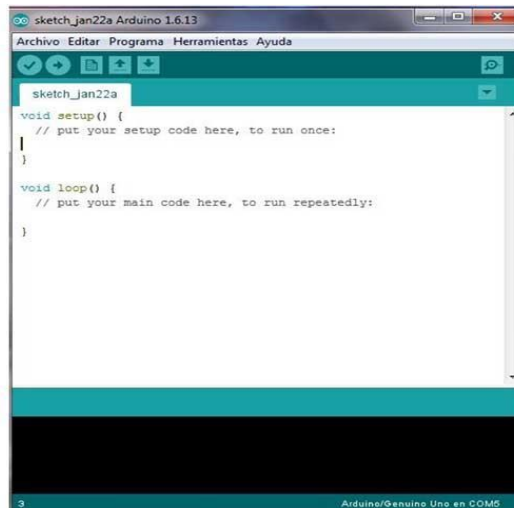 sketch_jan22a Arduino 1.6.13
Archivo Editar Programa Herramientas Ayuda
sketch_jan22a
void setup() {
// put your setup code here, to run once:
}
void loop() {
// put your main code here, to run repeatedly:
}
3 Arduino/Genuino Uno en COM5